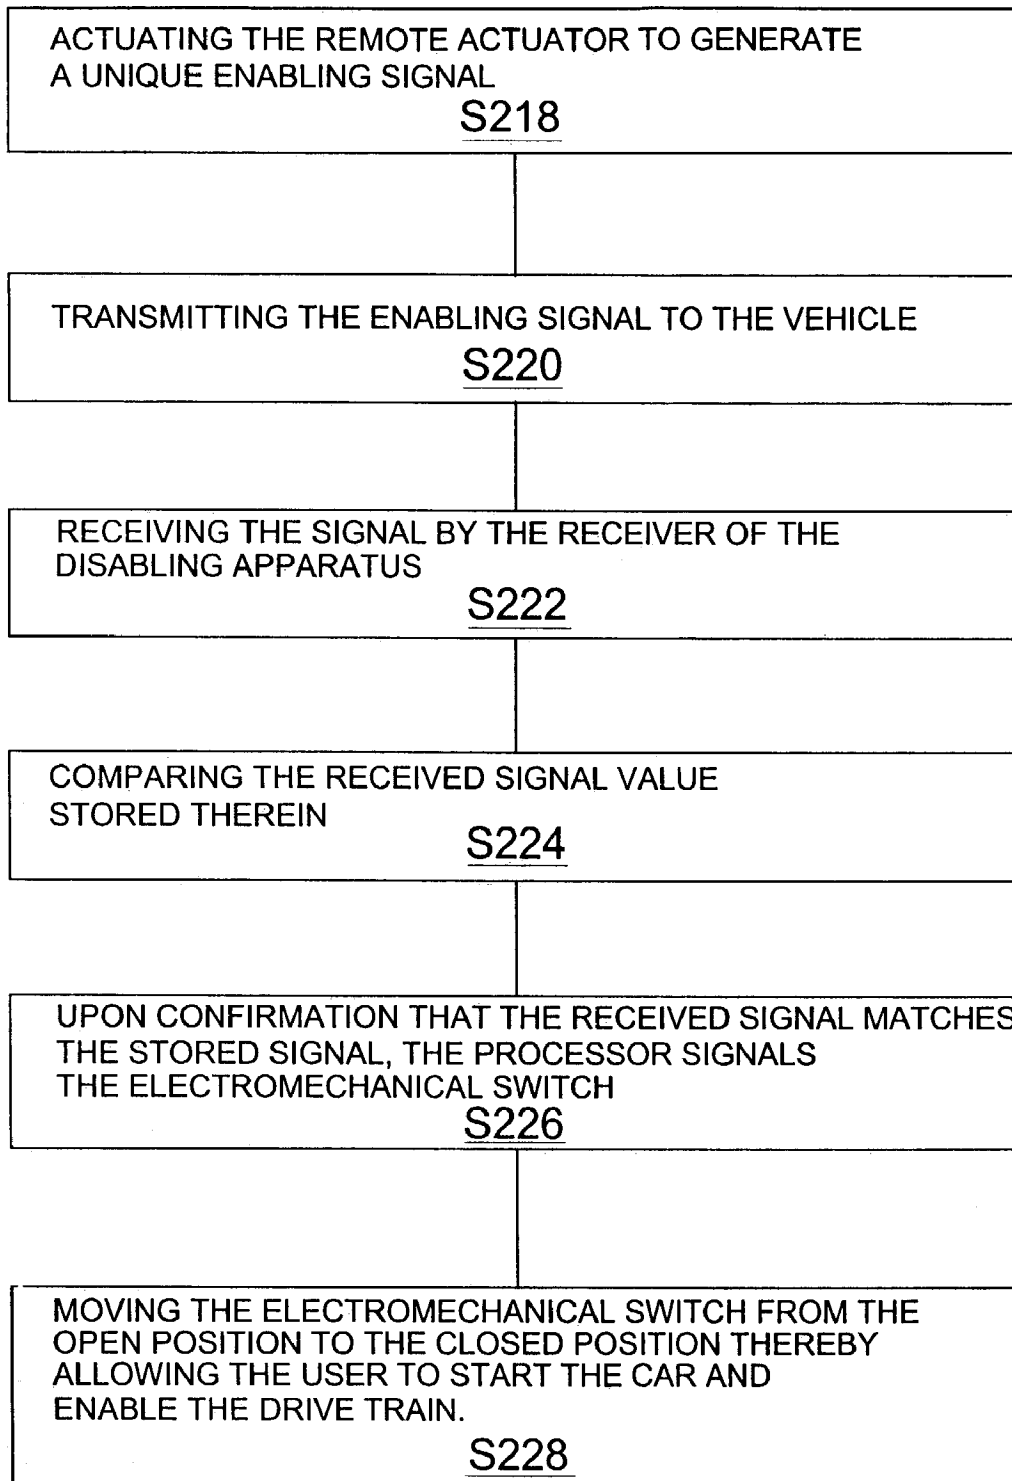 ACTUATING THE REMOTE ACTUATOR TO GENERATE
A UNIQUE ENABLING SIGNAL
S218
TRANSMITTING THE ENABLING SIGNAL TO THE VEHICLE
S220
RECEIVING THE SIGNAL BY THE RECEIVER OF THE
DISABLING APPARATUS
S222
COMPARING THE RECEIVED SIGNAL VALUE
STORED THEREIN
S224
UPON CONFIRMATION THAT THE RECEIVED SIGNAL MATCHES
THE STORED SIGNAL, THE PROCESSOR SIGNALS
THE ELECTROMECHANICAL SWITCH
S226
MOVING THE ELECTROMECHANICAL SWITCH FROM THE
OPEN POSITION TO THE CLOSED POSITION THEREBY
ALLOWING THE USER TO START THE CAR AND
ENABLE THE DRIVE TRAIN.
S228